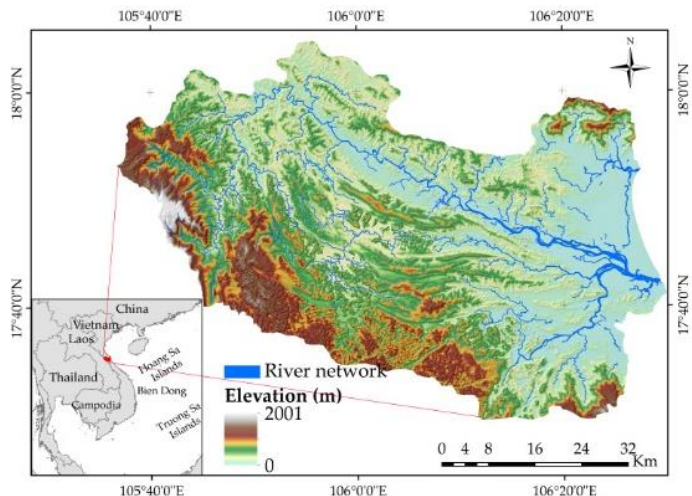 105°40'0"E
106°0'0"E
106°20'0"E
N
18°0'0"N
18°0'0"N
17°40'0"N
17°40'0"N
China
Vietnam
Laos
Hoang Sa
Islands
Thailand
Bien Dong
Campodia
Truong Sa
Islands
River network
Elevation (m)
2001
0
0 4 8 16 24 32
Km
105°40'0"E
106°0'0"E
106°20'0"E